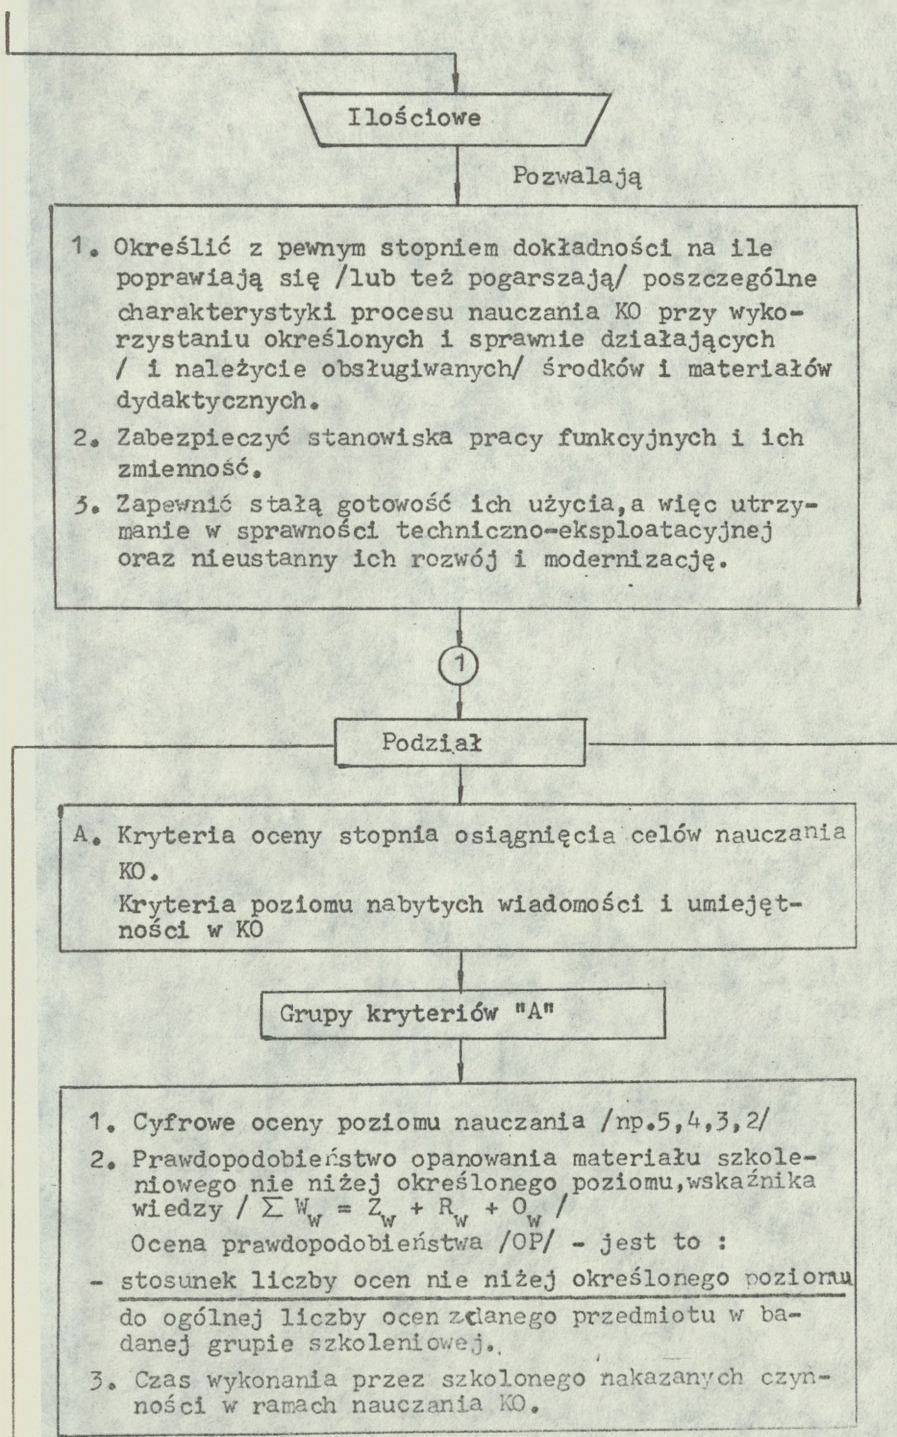 Ilościowe
Pozwalają
1. Określić z pewnym stopniem dokładności na ile
poprawiają się /lub też pogarszają/ poszczególne
charakterystyki procesu nauczania KO przy wyko-
rzystaniu określonych i sprawnie działających
/ i należycie obsługiwanych/ środków i materiałów
dydaktycznych.
2. Zabezpieczyć stanowiska pracy funkcyjnych i ich
zmienność.
3. Zapewnić stałą gotowość ich użycia,a więc utrzy-
manie w sprawności techniczno-eksploatacyjnej
oraz nieustanny ich rozwój i modernizację.
1
Podział
A. Kryteria oceny stopnia osiągnięcia celów nauczania
KO.
Kryteria poziomu nabytych wiadomości i umiejęt-
ności w KO
Grupy kryteriów "A"
1. Cyfrowe oceny poziomu nauczania /np.5,4,3,2/
2. Prawdopodobieństwo opanowania materiału szkole-
niowego nie niżej określonego poziomu,wskaźnika
wiedzy / ∑ W_w = Z_w + R_w + O_w /
Ocena prawdopodobieństwa /OP/ - jest to :
- stosunek liczby ocen nie niżej określonego poziomu
do ogólnej liczby ocen z danego przedmiotu w ba-
danej grupie szkoleniowej.
3. Czas wykonania przez szkolonego nakazanych czyn-
ności w ramach nauczania KO.